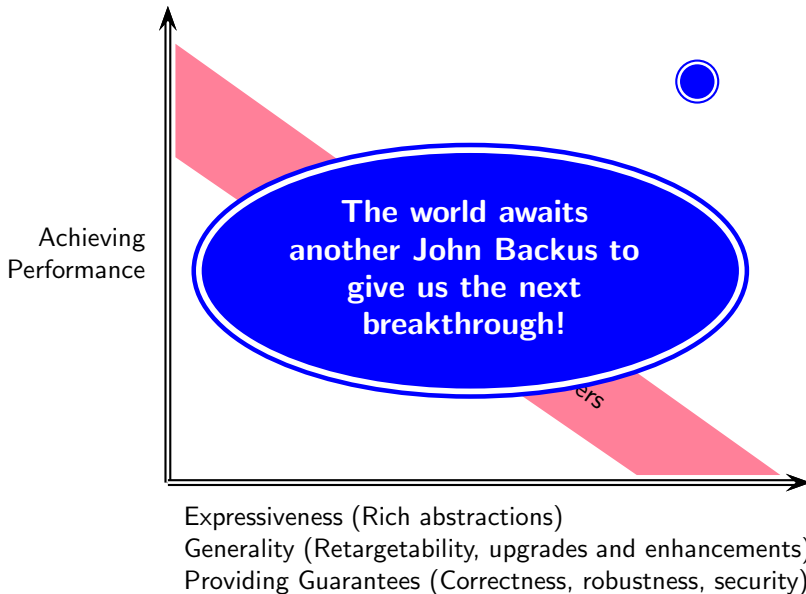 Achieving
Performance
The world awaits
another John Backus to
give us the next
breakthrough!
Expressiveness (Rich abstractions)
Generality (Retargetability, upgrades and enhancements)
Providing Guarantees (Correctness, robustness, security)